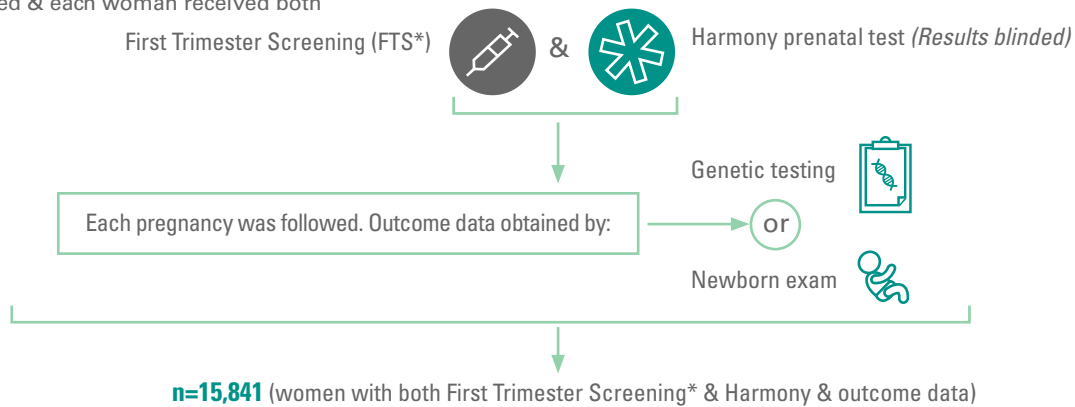 & each woman received both
First Trimester Screening (FTS*) & Harmony prenatal test (Results blinded)
Genetic testing
Each pregnancy was followed. Outcome data obtained by:
or
Newborn exam
n=15,841 (women with both First Trimester Screening* & Harmony & outcome data)